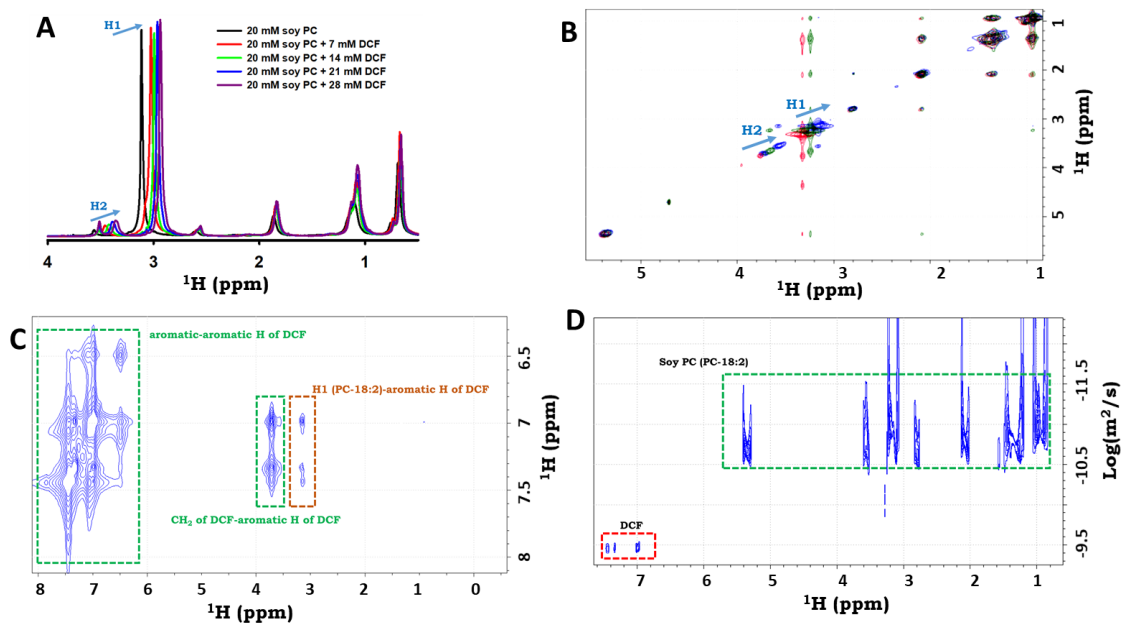 A
H1
20 mM soy PC
20 mM soy PC + 7 mM DCF
20 mM soy PC + 14 mM DCF
20 mM soy PC + 21 mM DCF
20 mM soy PC + 28 mM DCF
H2
4 3 2 1
¹H (ppm)
B
H1
H2
1
2
3
4
5
¹H (ppm)
5 4 3 2 1
¹H (ppm)
C
aromatic-aromatic H of DCF
H1 (PC-18:2)-aromatic H of DCF
CH₂ of DCF-aromatic H of DCF
6.5
7
7.5
8
¹H (ppm)
8 7 6 5 4 3 2 1 0
¹H (ppm)
D
Soy PC (PC-18:2)
DCF
-11.5
-10.5
-9.5
Log(m²/s)
7 6 5 4 3 2 1
¹H (ppm)